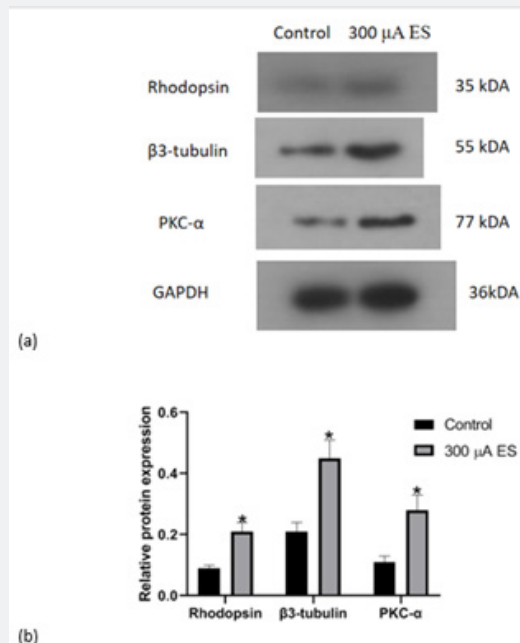 Control 300 μA ES
Rhodopsin 35 kDA
β3-tubulin 55 kDA
PKC-α 77 kDA
GAPDH 36kDA
(a)
Relative protein expression
0.6
0.4
0.2
0.0
* * *
Control
300 μA ES
Rhodopsin β3-tubulin PKC-α
(b)